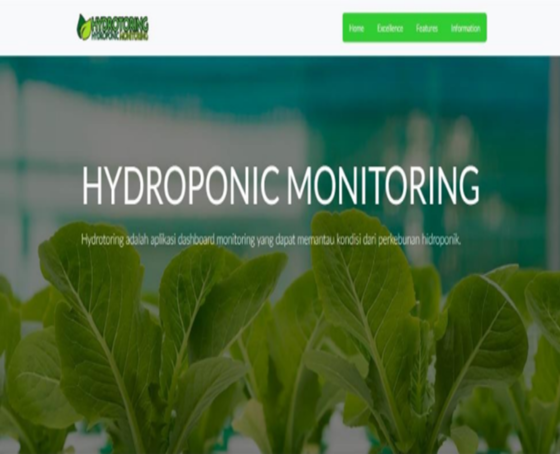 HYDROTORING
HYDROPONIC MONITORING
Home Excellence Features Information
HYDROPONIC MONITORING
Hydrotoring adalah aplikasi dashboard monitoring yang dapat memantau kondisi dari perkebunan hidroponik.